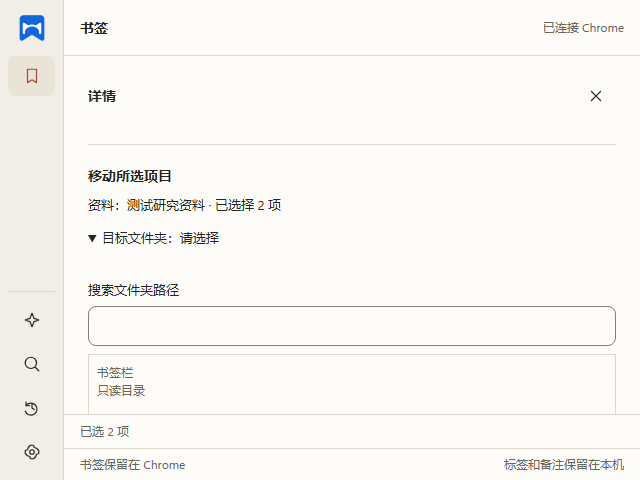 书签
已连接 Chrome
详情
移动所选项目
资料：测试研究资料 · 已选择 2 项
目标文件夹：请选择
搜索文件夹路径
书签栏
只读目录
已选 2 项
书签保留在 Chrome
标签和备注保留在本机